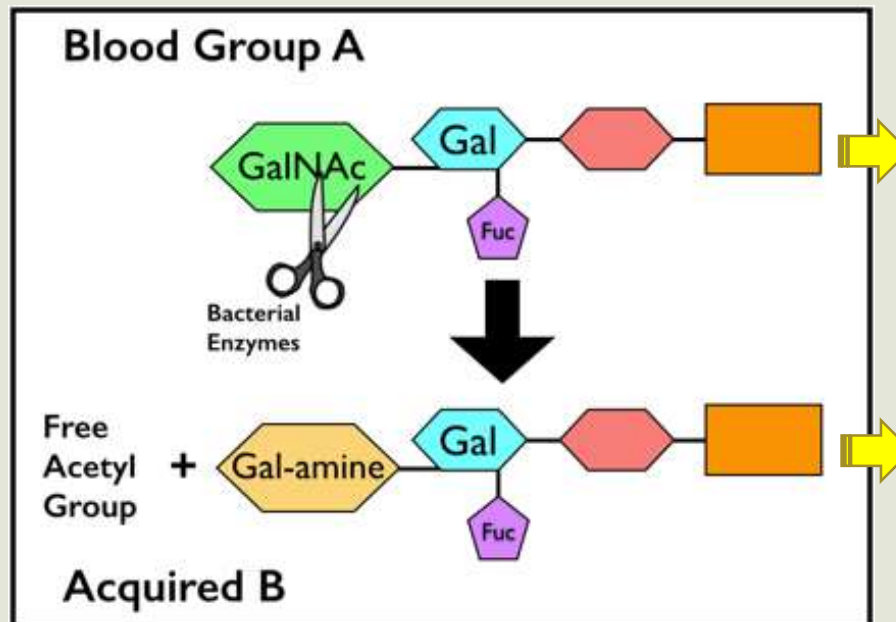 Blood Group A
GalNAc
Gal
Fuc
Bacterial
Enzymes
Free
Acetyl
Group
+
Gal-amine
Gal
Fuc
Acquired B